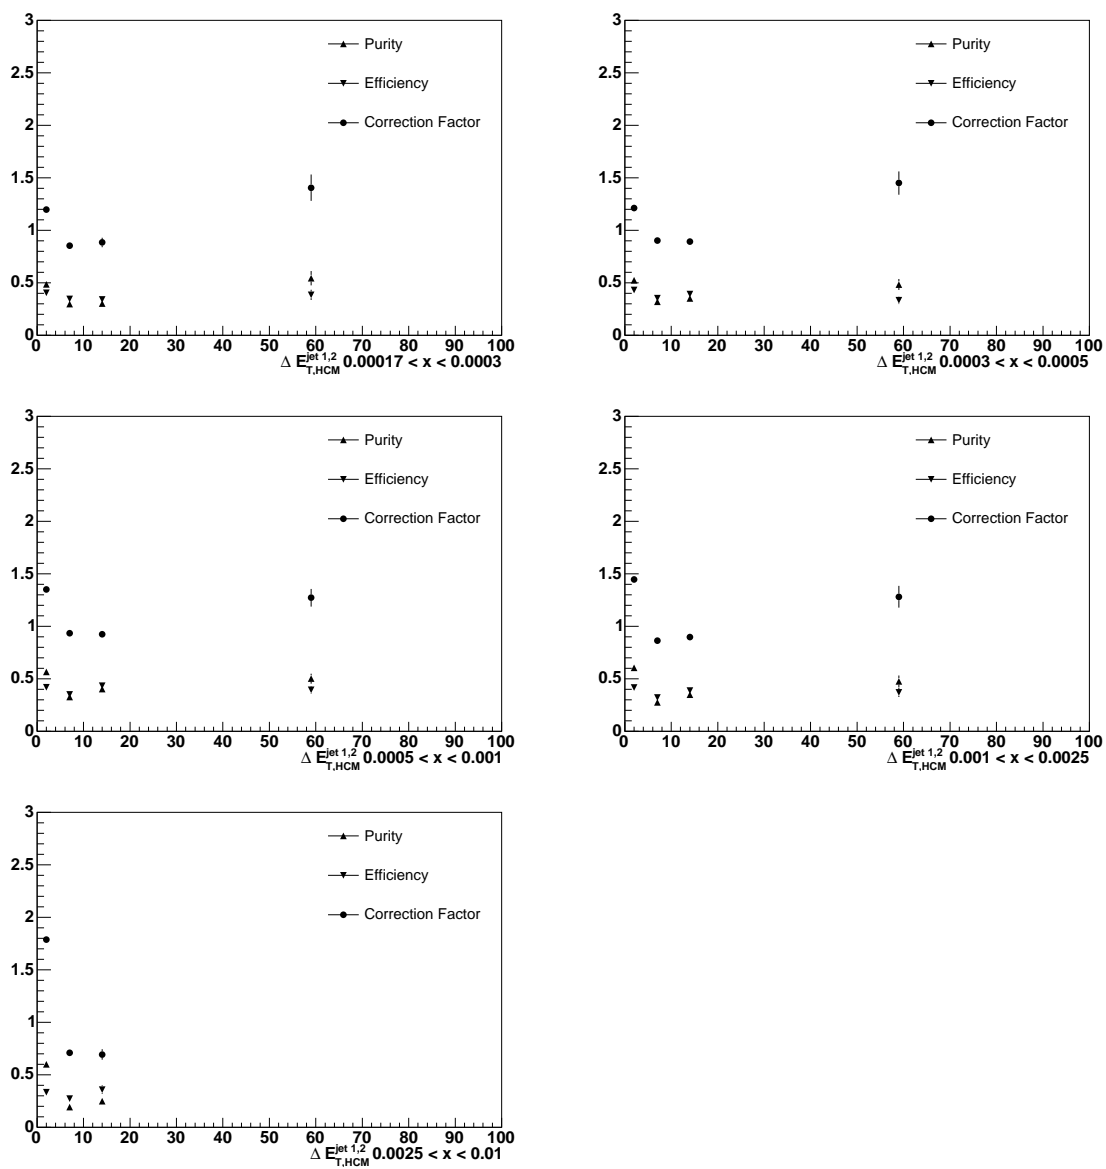 3
Purity
2.5
Efficiency
2
Correction Factor
1.5
1
0.5
0
0 10 20 30 40 50 60 70 80 90 100
Δ E_{T,HCM}^{jet 1,2} 0.00017 < x < 0.0003
3
Purity
2.5
Efficiency
2
Correction Factor
1.5
1
0.5
0
0 10 20 30 40 50 60 70 80 90 100
Δ E_{T,HCM}^{jet 1,2} 0.0003 < x < 0.0005
3
Purity
2.5
Efficiency
2
Correction Factor
1.5
1
0.5
0
0 10 20 30 40 50 60 70 80 90 100
Δ E_{T,HCM}^{jet 1,2} 0.0005 < x < 0.001
3
Purity
2.5
Efficiency
2
Correction Factor
1.5
1
0.5
0
0 10 20 30 40 50 60 70 80 90 100
Δ E_{T,HCM}^{jet 1,2} 0.001 < x < 0.0025
3
Purity
2.5
Efficiency
2
Correction Factor
1.5
1
0.5
0
0 10 20 30 40 50 60 70 80 90 100
Δ E_{T,HCM}^{jet 1,2} 0.0025 < x < 0.01